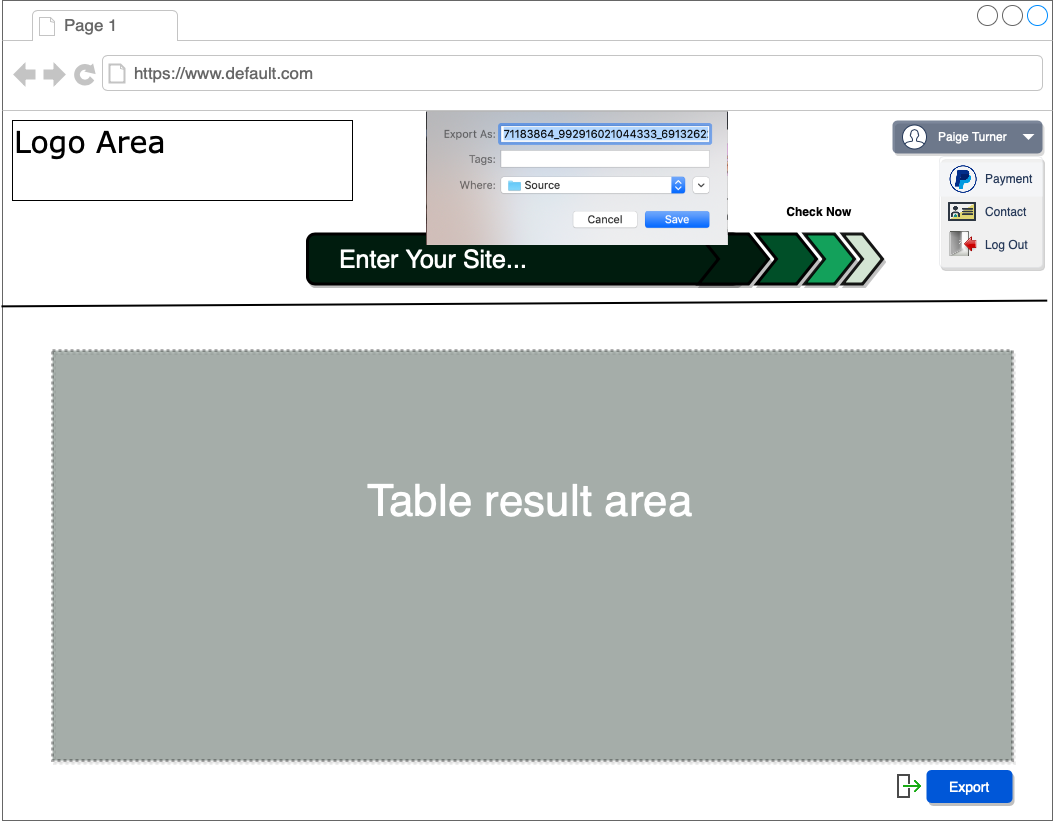 Page 1
https://www.default.com
Logo Area
Export As: 71183864_992916021044333_6913262
Tags:
Where: Source
Cancel Save
Paige Turner
Payment
Contact
Log Out
Check Now
Enter Your Site...
Table result area
Export